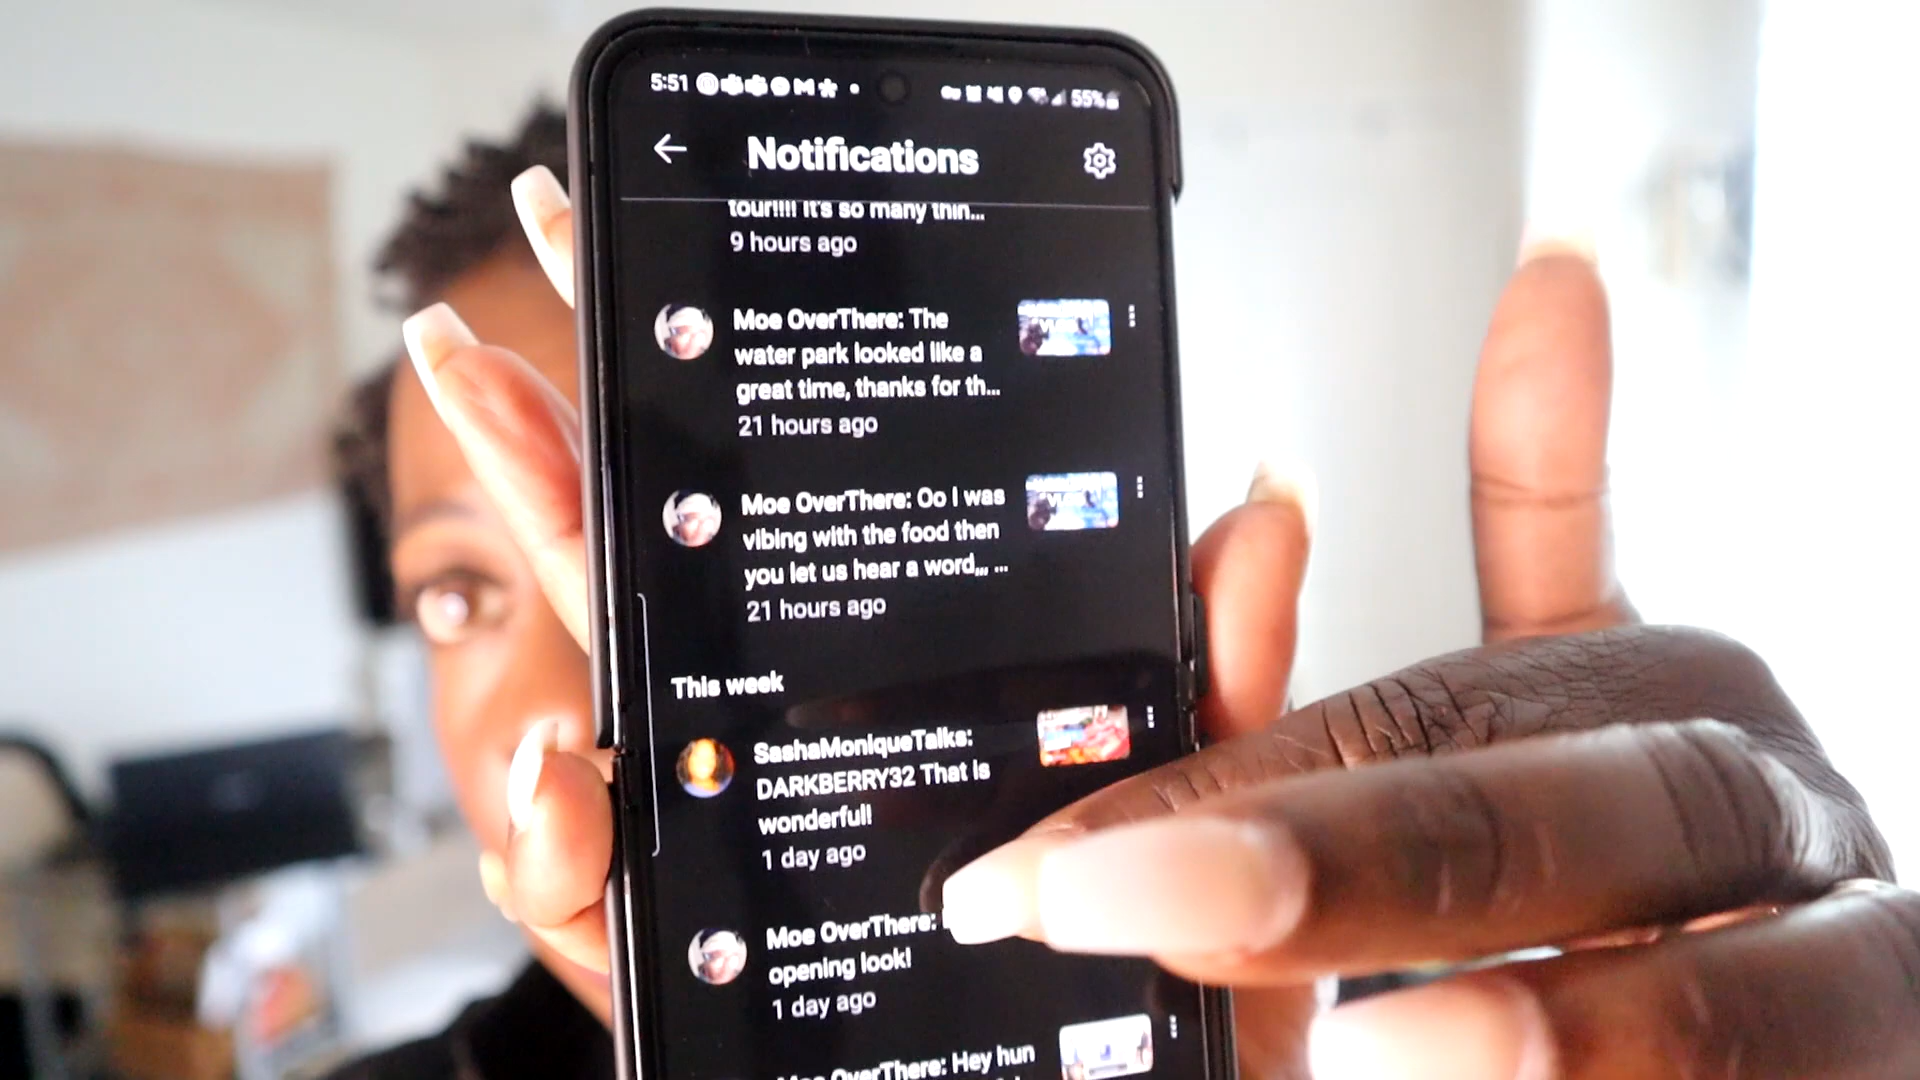 5:51
55%
Notifications
tour!!!! It's so many thin...
9 hours ago
Moe OverThere: The
water park looked like a
great time, thanks for th...
21 hours ago
Moe OverThere: Oo I was
vibing with the food then
you let us hear a word,,, ...
21 hours ago
This week
SashaMoniqueTalks:
DARKBERRY32 That is
wonderful!
1 day ago
Moe OverThere:
opening look!
1 day ago
Moe OverThere: Hey hun